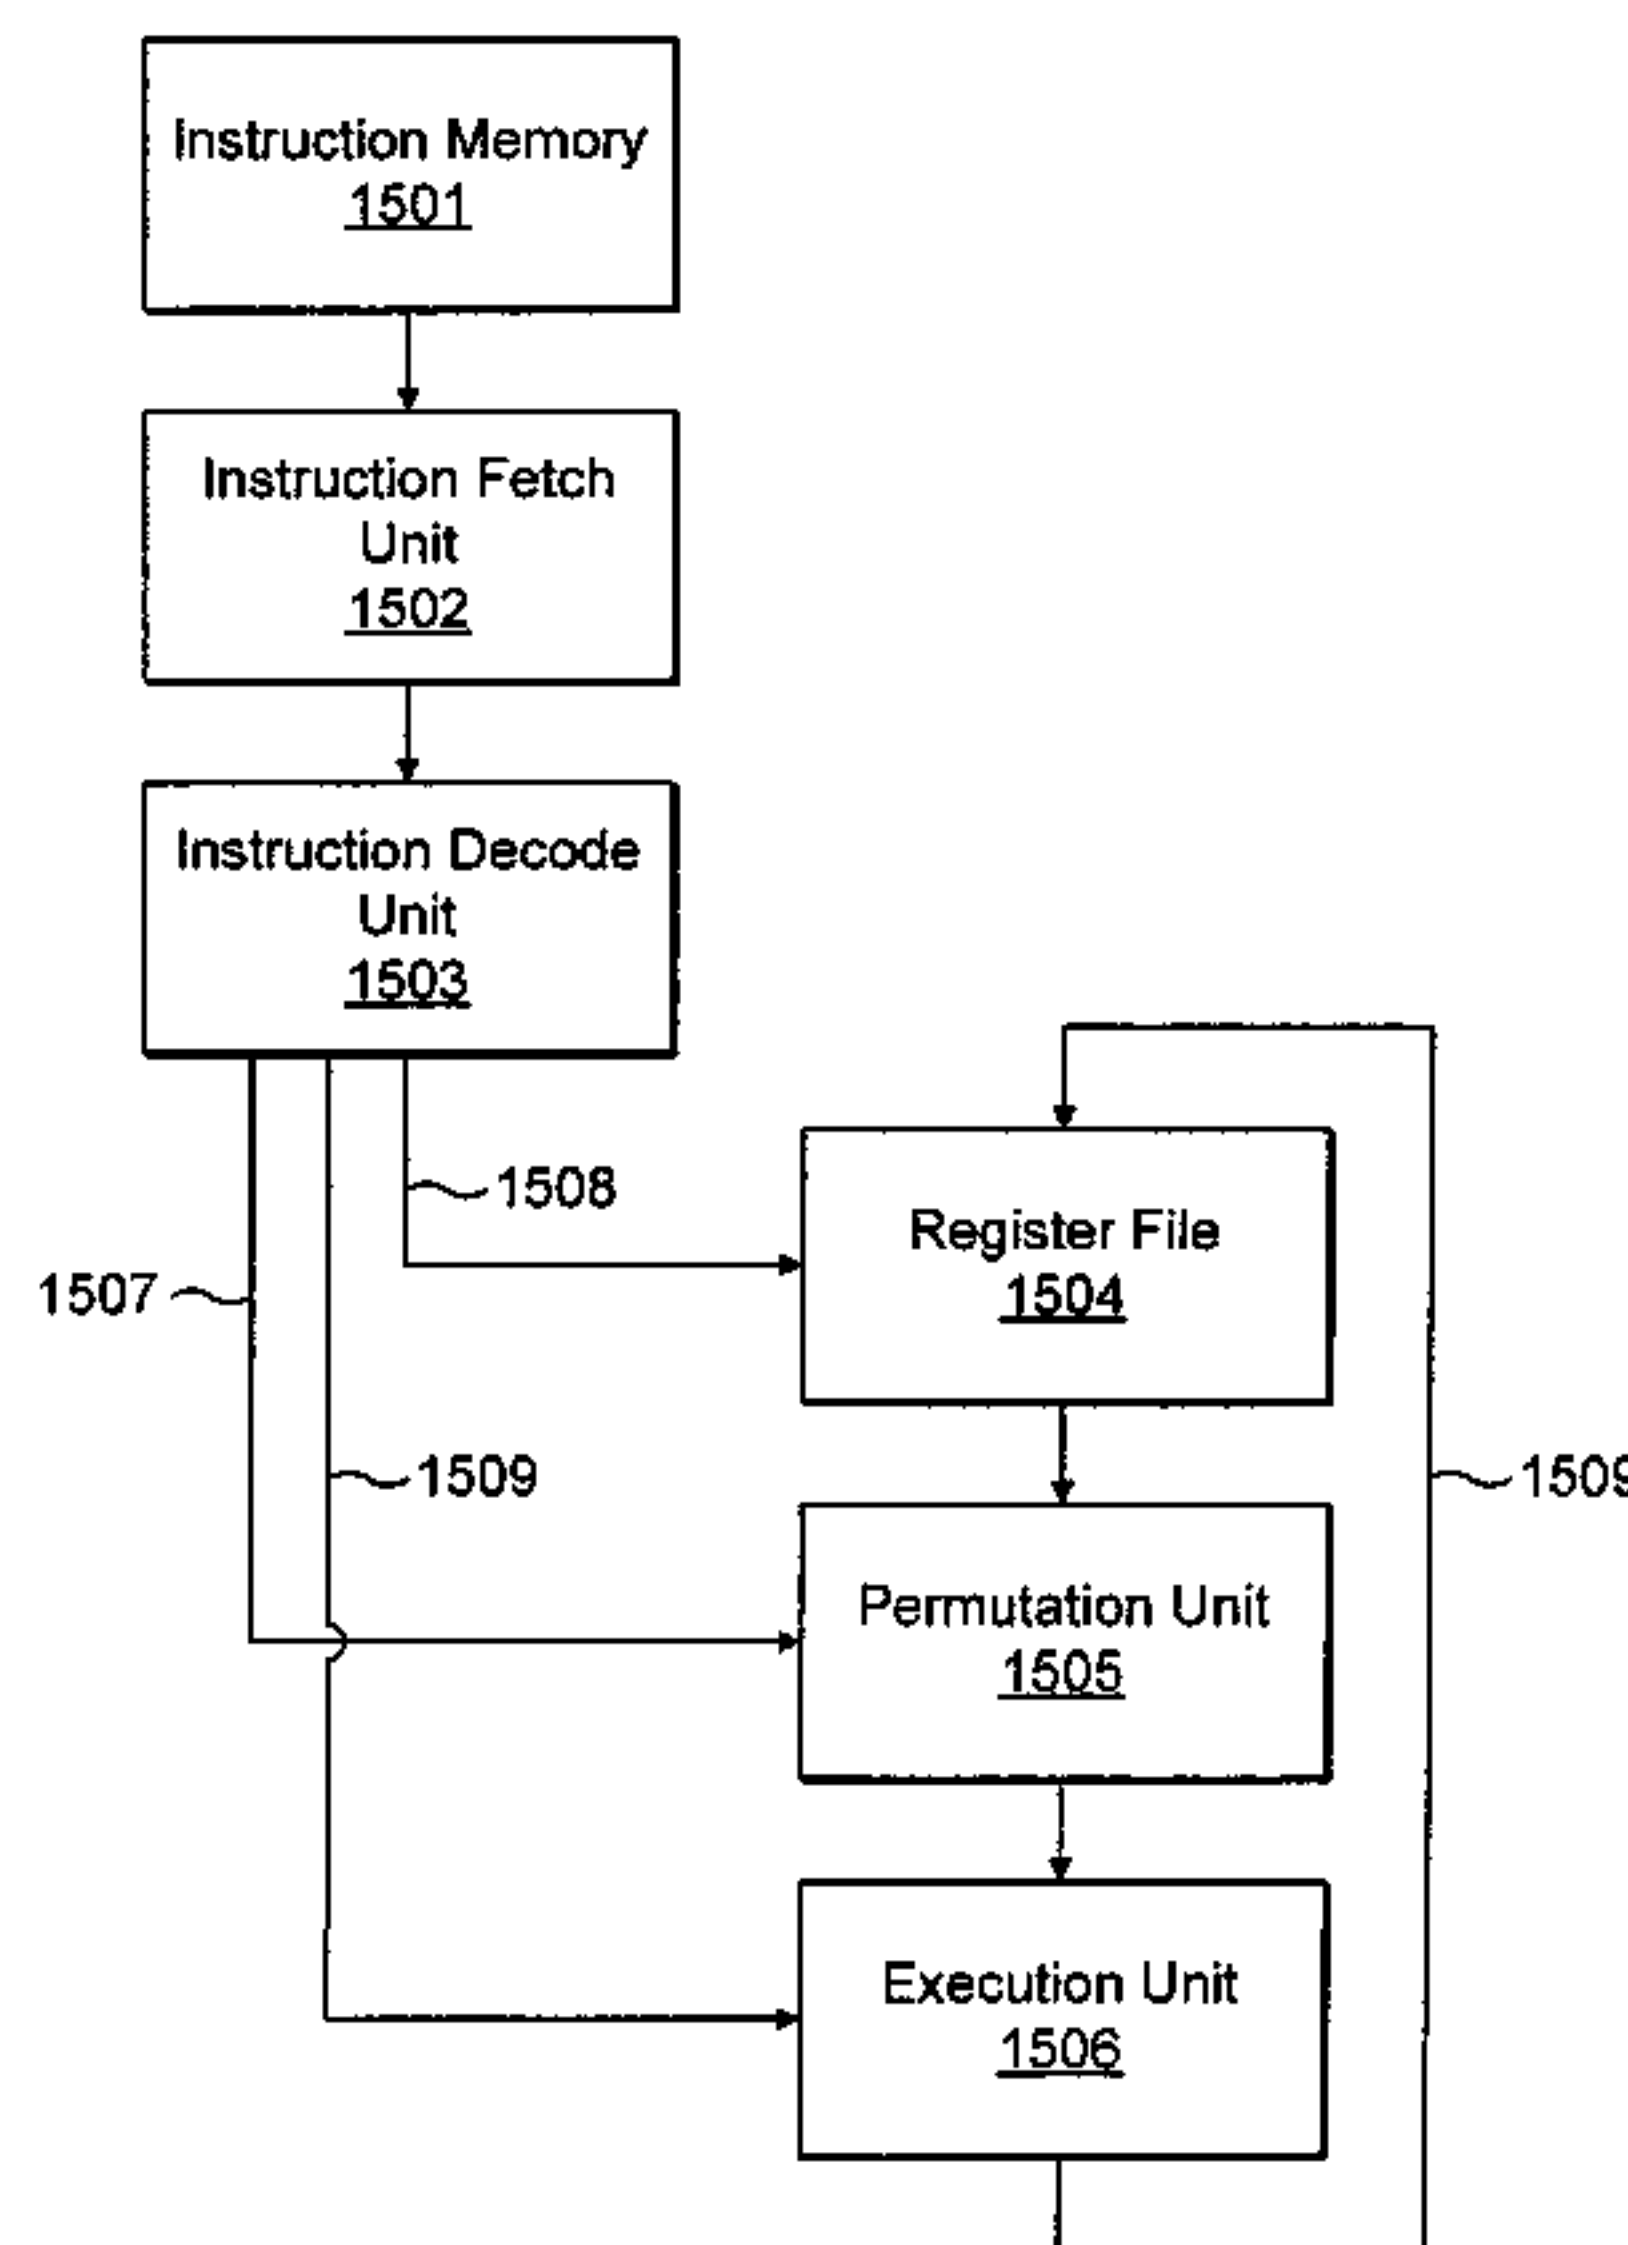 Instruction Memory
1501
Instruction Fetch
Unit
1502
Instruction Decode
Unit
1503
1508
Register File
1504
1507
1509
1509
Permutation Unit
1505
Execution Unit
1506